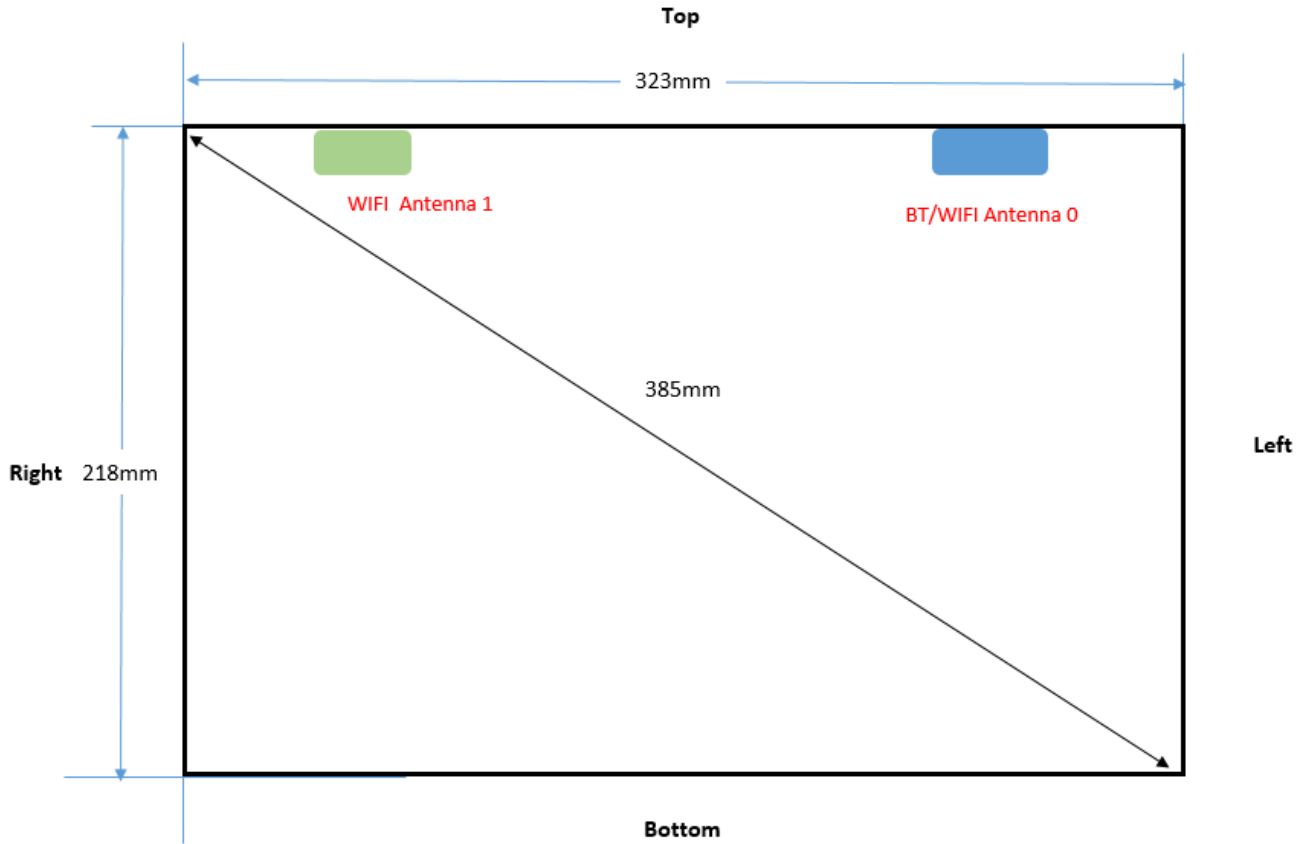 Top
323mm
WIFI  Antenna 1
BT/WIFI Antenna 0
385mm
Left
Right
218mm
Bottom